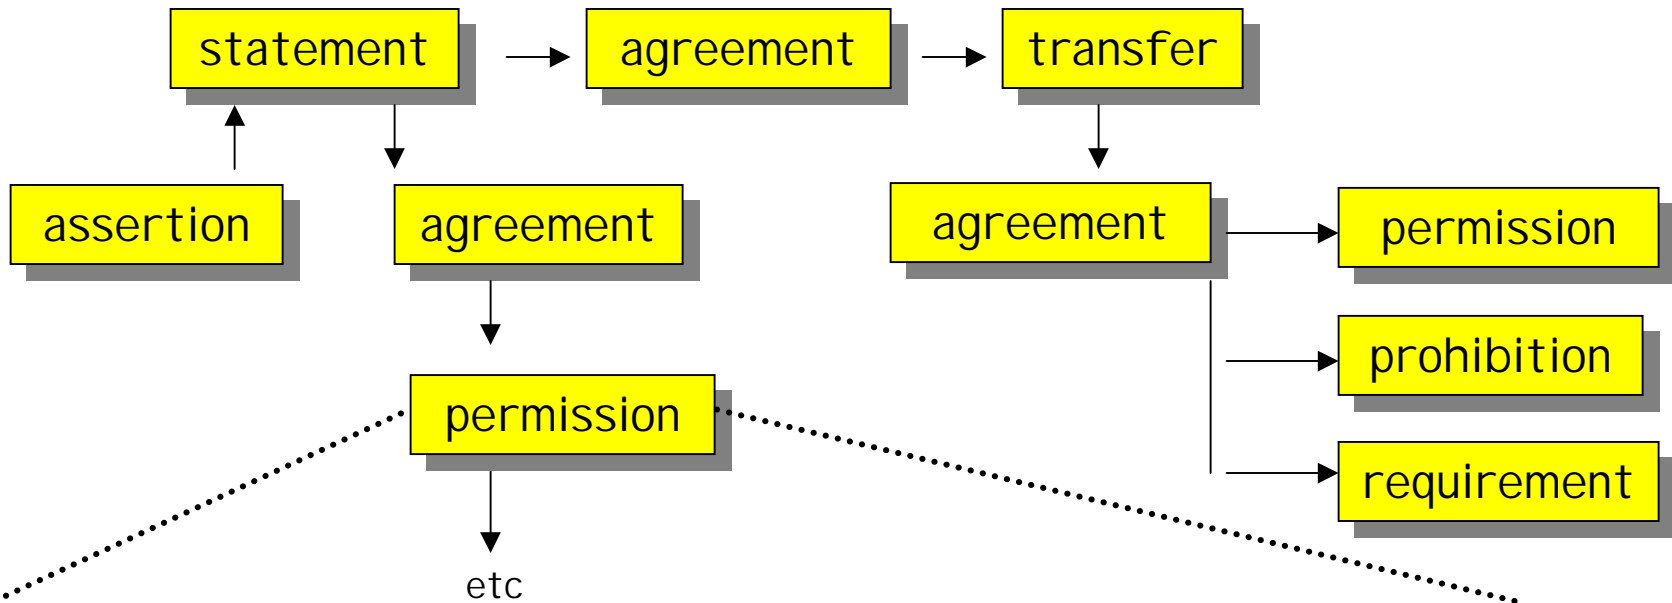 statement
agreement
transfer
assertion
agreement
agreement
permission
prohibition
permission
requirement
etc